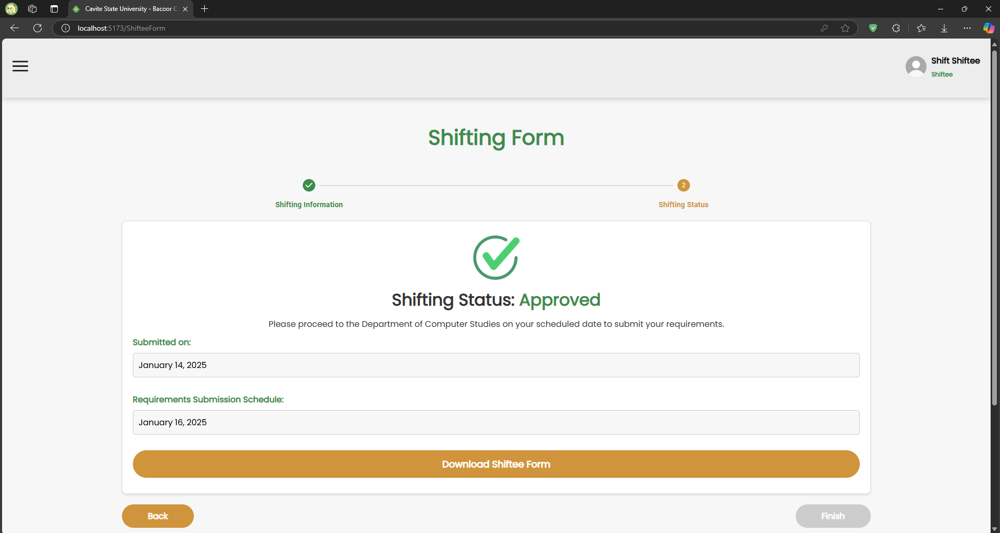 Cavite State University - Bacoor C
localhost:5173/ShifteeForm
Shift Shiftee
Shiftee
Shifting Form
2
Shifting Information
Shifting Status
Shifting Status: Approved
Please proceed to the Department of Computer Studies on your scheduled date to submit your requirements.
Submitted on:
January 14, 2025
Requirements Submission Schedule:
January 16, 2025
Download Shiftee Form
Back
Finish